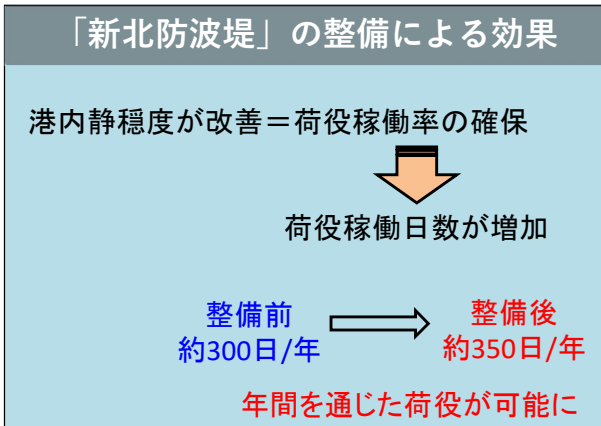 「新北防波堤」の整備による効果
港内静穏度が改善＝荷役稼働率の確保
荷役稼働日数が増加
整備前
約300日/年
整備後
約350日/年
年間を通じた荷役が可能に